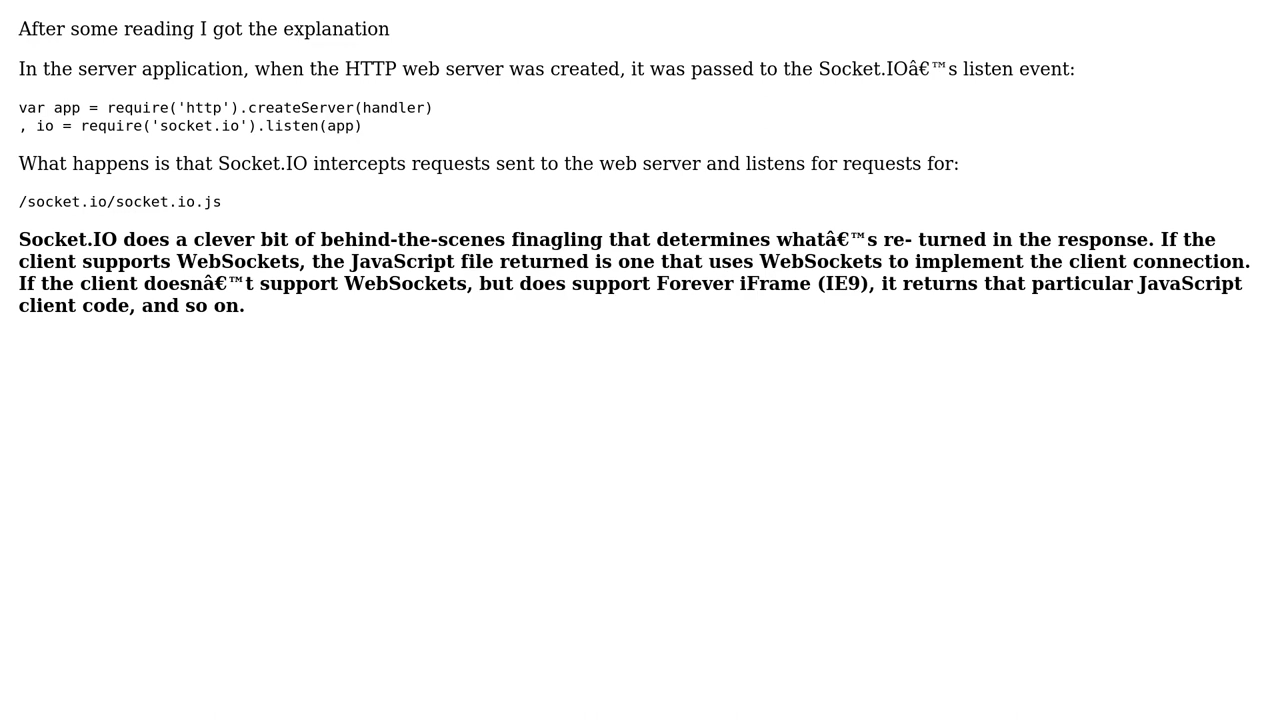 After some reading I got the explanation
In the server application, when the HTTP web server was created, it was passed to the Socket.IOâ€™s listen event:
var app = require('http').createServer(handler)
, io = require('socket.io').listen(app)
What happens is that Socket.IO intercepts requests sent to the web server and listens for requests for:
/socket.io/socket.io.js
Socket.IO does a clever bit of behind-the-scenes finagling that determines whatâ€™s re- turned in the response. If the
client supports WebSockets, the JavaScript file returned is one that uses WebSockets to implement the client connection.
If the client doesnâ€™t support WebSockets, but does support Forever iFrame (IE9), it returns that particular JavaScript
client code, and so on.